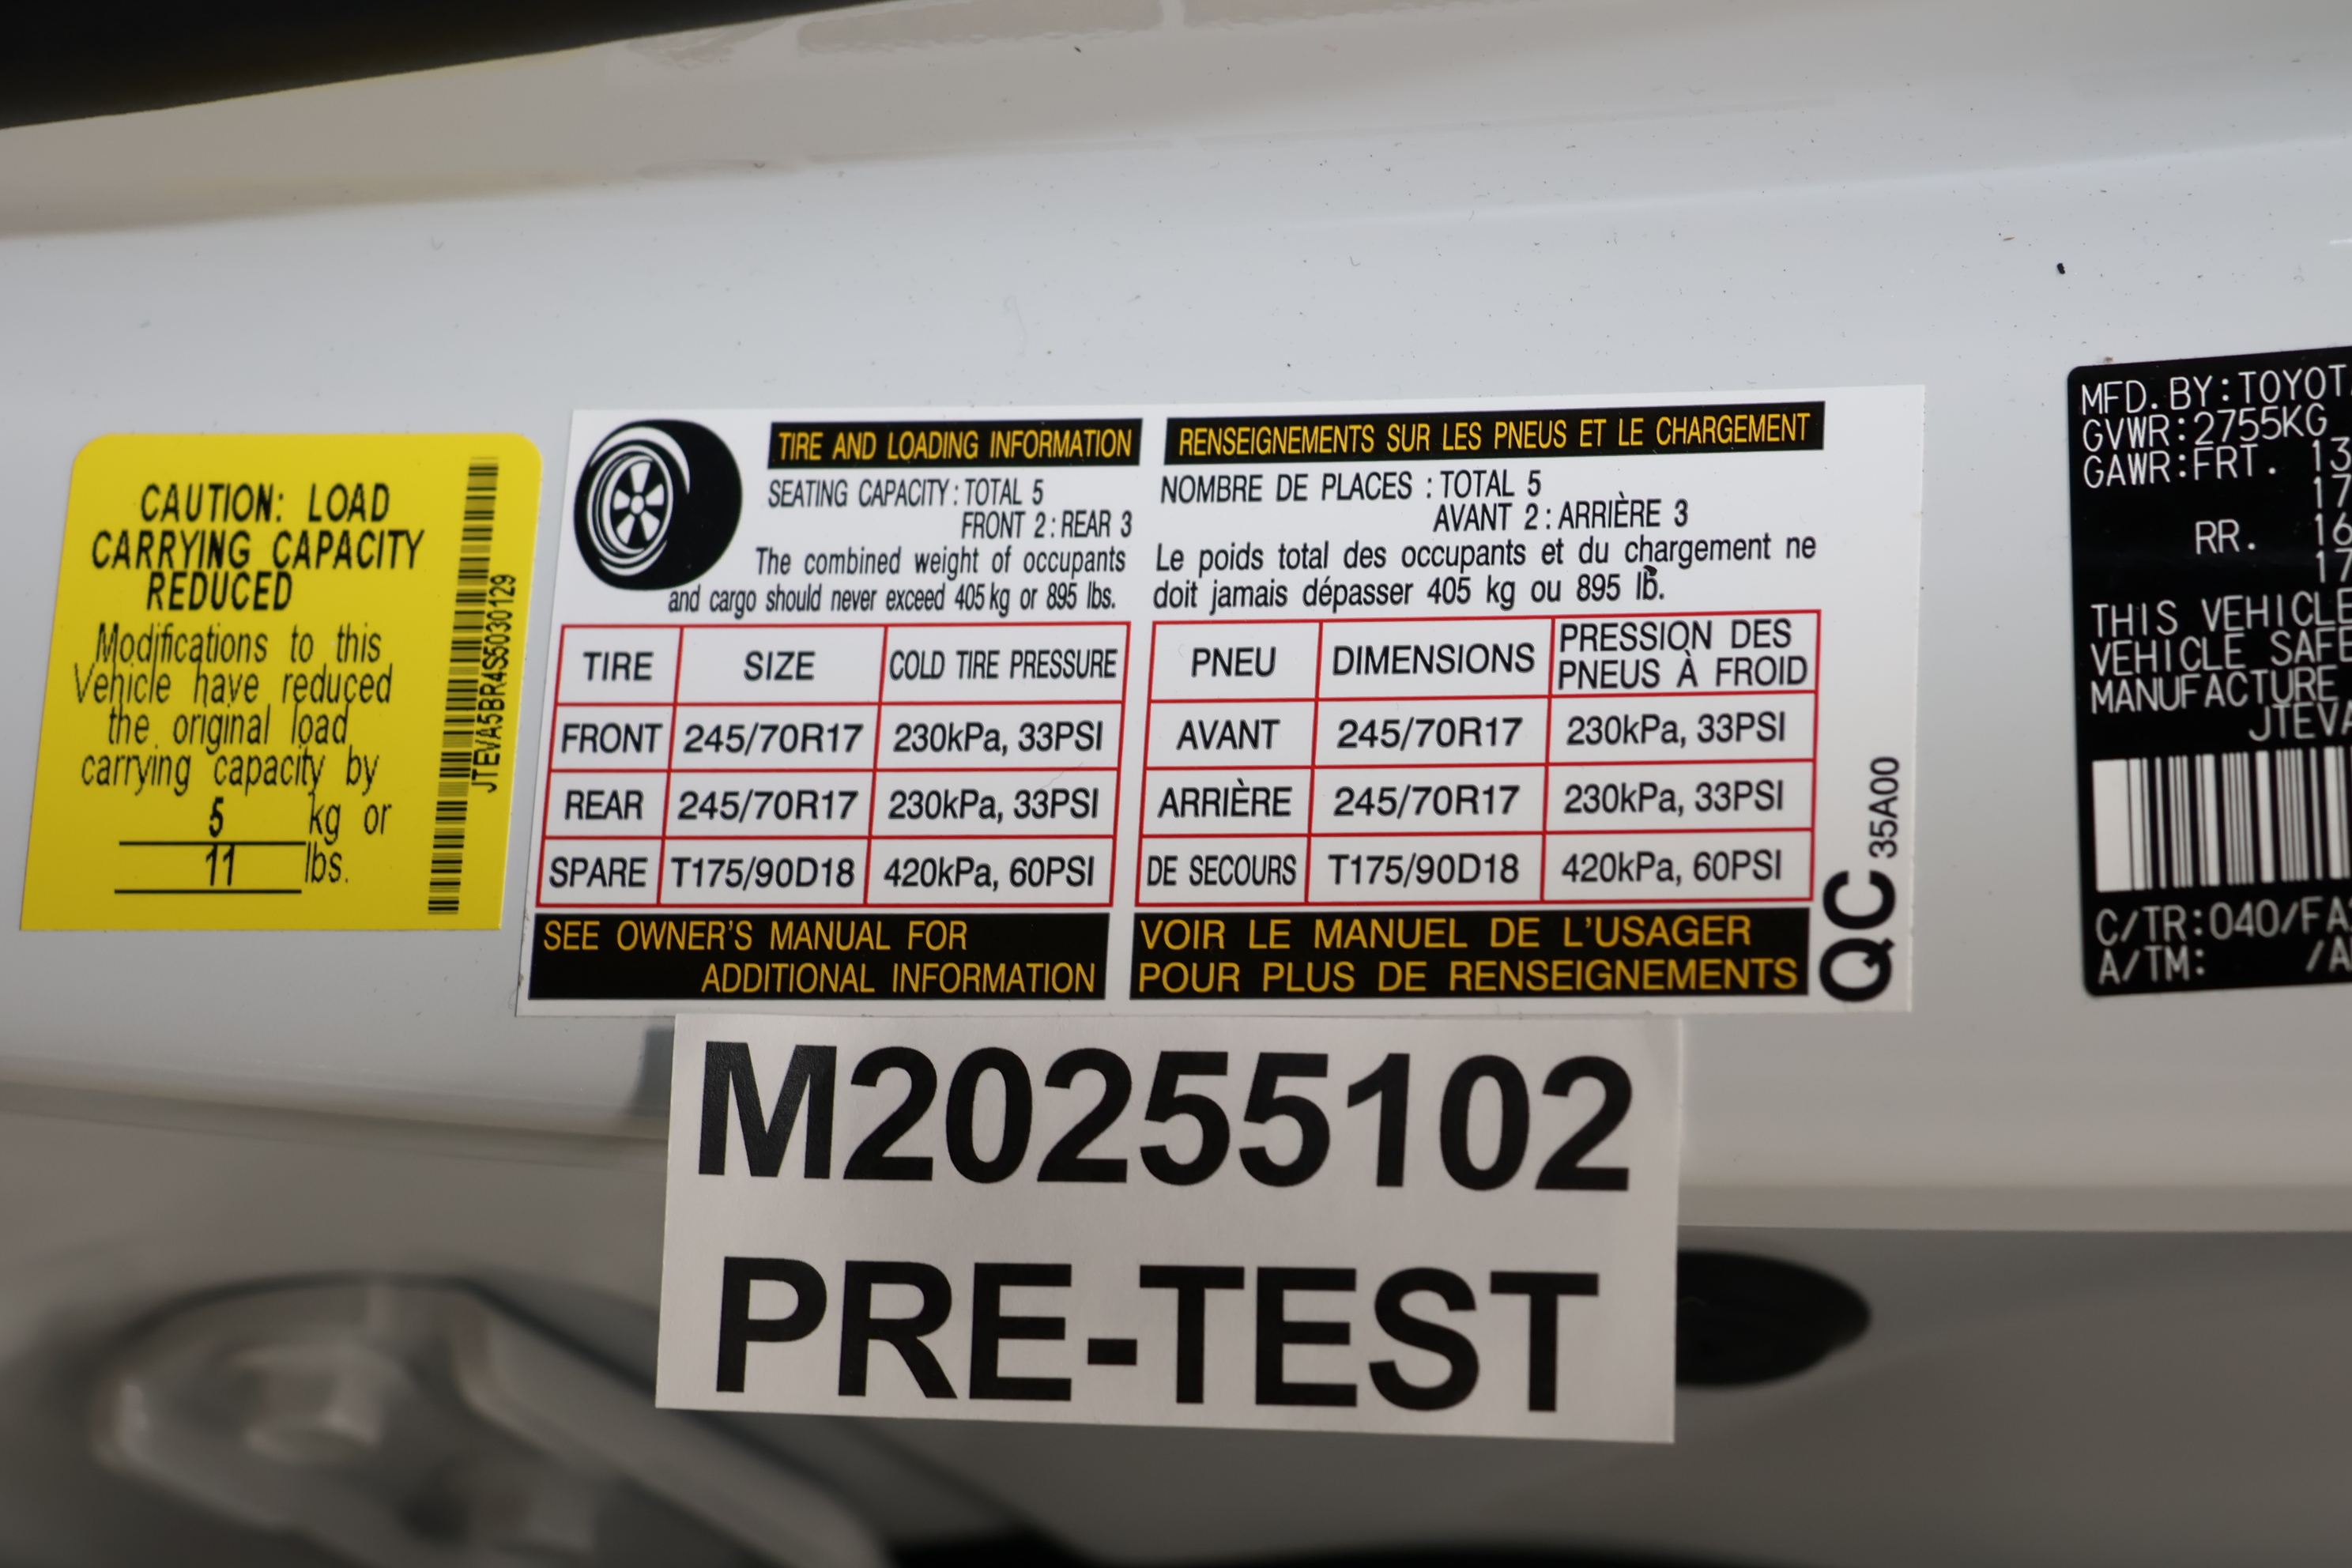 CAUTION: LOAD
CARRYING CAPACITY
REDUCED
Modifications to this
Vehicle have reduced
the original load
carrying capacity by
5 kg or
11 lbs.
JTEVA5BR4S5030129
TIRE AND LOADING INFORMATION
SEATING CAPACITY : TOTAL 5
FRONT 2 : REAR 3
The combined weight of occupants
and cargo should never exceed 405 kg or 895 lbs.
TIRE SIZE COLD TIRE PRESSURE
FRONT 245/70R17 230kPa, 33PSI
REAR 245/70R17 230kPa, 33PSI
SPARE T175/90D18 420kPa, 60PSI
SEE OWNER'S MANUAL FOR
ADDITIONAL INFORMATION
RENSEIGNEMENTS SUR LES PNEUS ET LE CHARGEMENT
NOMBRE DE PLACES : TOTAL 5
AVANT 2 : ARRIÈRE 3
Le poids total des occupants et du chargement ne
doit jamais dépasser 405 kg ou 895 lb.
PNEU DIMENSIONS PRESSION DES
PNEUS À FROID
AVANT 245/70R17 230kPa, 33PSI
ARRIÈRE 245/70R17 230kPa, 33PSI
DE SECOURS T175/90D18 420kPa, 60PSI
VOIR LE MANUEL DE L'USAGER
POUR PLUS DE RENSEIGNEMENTS
QC 35A00
M20255102
PRE-TEST
MFD. BY: TOYOT
GVWR: 2755KG
GAWR: FRT. 13
17
RR. 16
17
THIS VEHICLE
VEHICLE SAFE
MANUFACTURE
JTEVA
C/TR: 040/FA
A/TM: /A